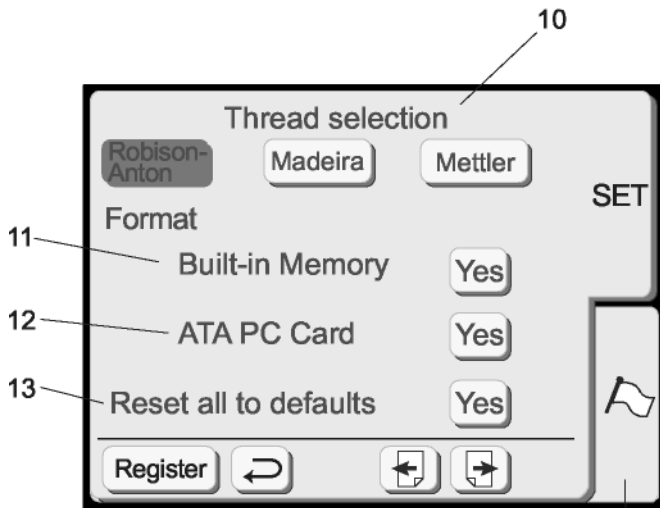 10
Thread selection
Robison-
Anton
Madeira
Mettler
SET
Format
11
Built-in Memory
Yes
12
ATA PC Card
Yes
13
Reset all to defaults
Yes
Register